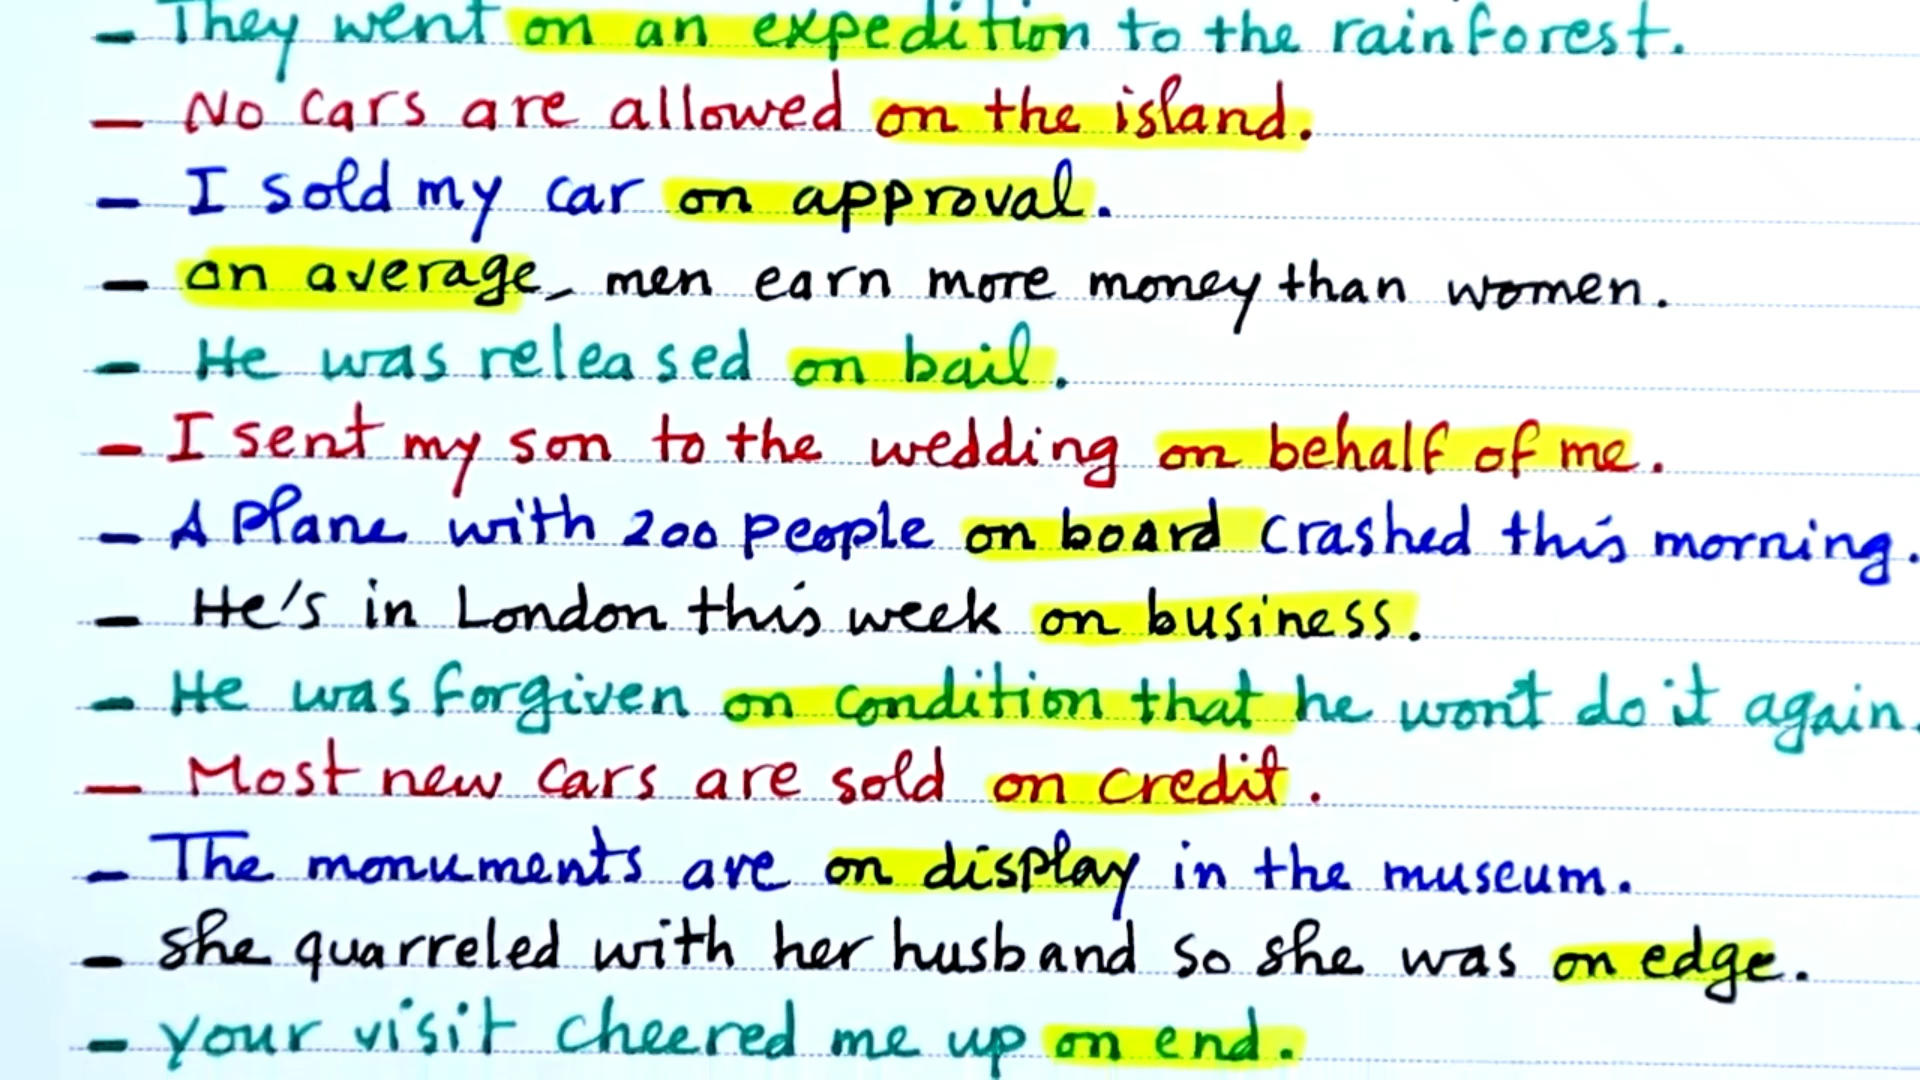 - They went on an expedition to the rainforest.
- No cars are allowed on the island.
- I sold my car on approval.
- on average, men earn more money than women.
- He was released on bail.
- I sent my son to the wedding on behalf of me.
- A plane with 200 people on board crashed this morning.
- He's in London this week on business.
- He was forgiven on condition that he won't do it again.
- Most new cars are sold on credit.
- The monuments are on display in the museum.
- she quarreled with her husband so she was on edge.
- your visit cheered me up on end.